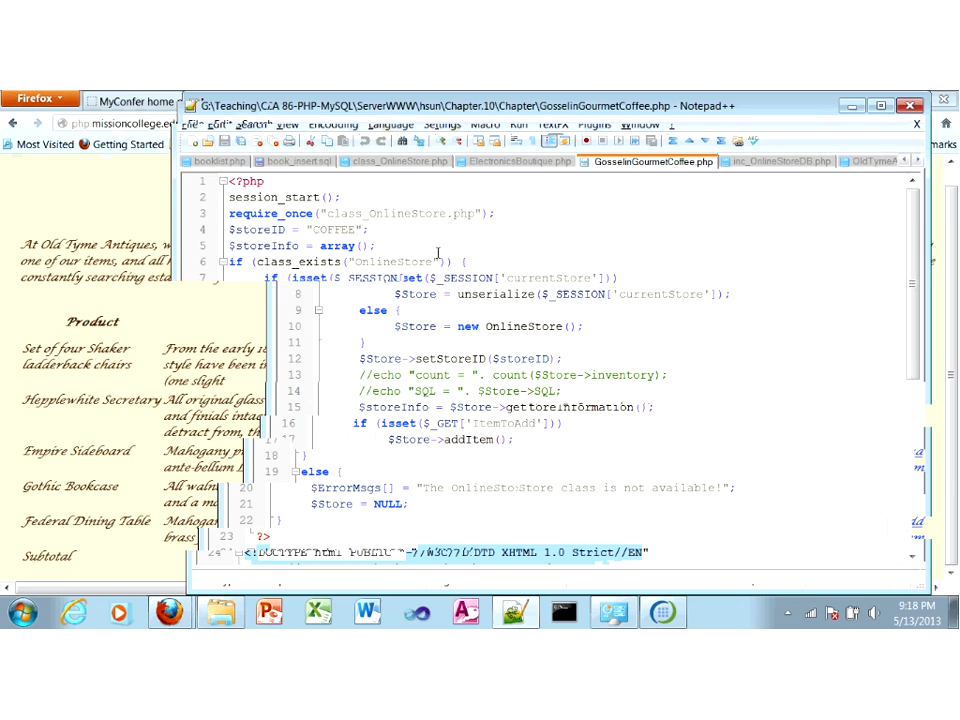 Firefox
MyConfer home
G:\Teaching\CIA 86-PHP-MySQL\ServerWWW\hsun\Chapter.10\Chapter\GosselinGourmetCoffee.php - Notepad++
File Edit Search View Encoding Language Settings Macro Run TextFX Plugins Window ? X
php.missioncollege.ed
Most Visited Getting Started
marks
booklist.php book_insert.sql class_OnlineStore.php ElectronicsBoutique.php GosselinGourmetCoffee.php inc_OnlineStoreDB.php OldTymeA
1 <?php
2 session_start();
3 require_once("class_OnlineStore.php");
4 $storeID = "COFFEE";
5 $storeInfo = array();
6 if (class_exists("OnlineStore")) {
7 if (isset($_SESSION['currentStore']))
8 $Store = unserialize($_SESSION['currentStore']);
9 else {
10 $Store = new OnlineStore();
11 }
12 $Store->setStoreID($storeID);
13 //echo "count = ". count($Store->inventory);
14 //echo "SQL = ". $Store->SQL;
15 $storeInfo = $Store->
16 if (isset($_GET['ItemToAdd']))
17 $Store->addItem();
18 }
19 else {
20 $ErrorMsgs[] = "The OnlineStore class is not available!";
21 $Store = NULL;
22 }
23 ?>
24 <!DOCTYPE html PUBLIC "-//W3C//DTD XHTML 1.0 Strict//EN"
At Old Tyme Antiques, w
one of our items, and all
constantly searching esta
Product
Set of four Shaker From the early 18
ladderback chairs style have been
(one slight
Hepplewhite Secretary All original glass
and finials intac
detract from, th
Empire Sideboard Mahogany p
ante-bellum
Gothic Bookcase All waln
and a m
Federal Dining Table Mahogan
brass
Subtotal
9:18 PM
5/13/2013